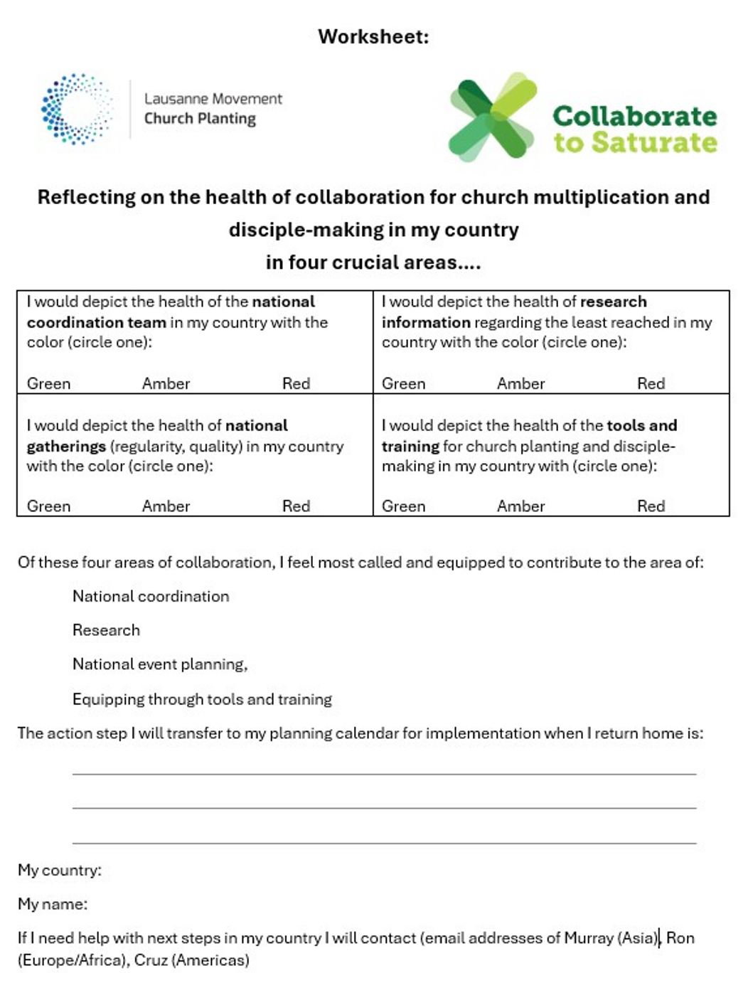 Worksheet:
Lausanne Movement
Church Planting
Collaborate
to Saturate
Reflecting on the health of collaboration for church multiplication and
disciple-making in my country
in four crucial areas....
I would depict the health of the national
coordination team in my country with the
color (circle one):
Green Amber Red
I would depict the health of research
information regarding the least reached in my
country with the color (circle one):
Green Amber Red
I would depict the health of national
gatherings (regularity, quality) in my country
with the color (circle one):
Green Amber Red
I would depict the health of the tools and
training for church planting and disciple-
making in my country with (circle one):
Green Amber Red
Of these four areas of collaboration, I feel most called and equipped to contribute to the area of:
National coordination
Research
National event planning,
Equipping through tools and training
The action step I will transfer to my planning calendar for implementation when I return home is:
My country:
My name:
If I need help with next steps in my country I will contact (email addresses of Murray (Asia), Ron
(Europe/Africa), Cruz (Americas)